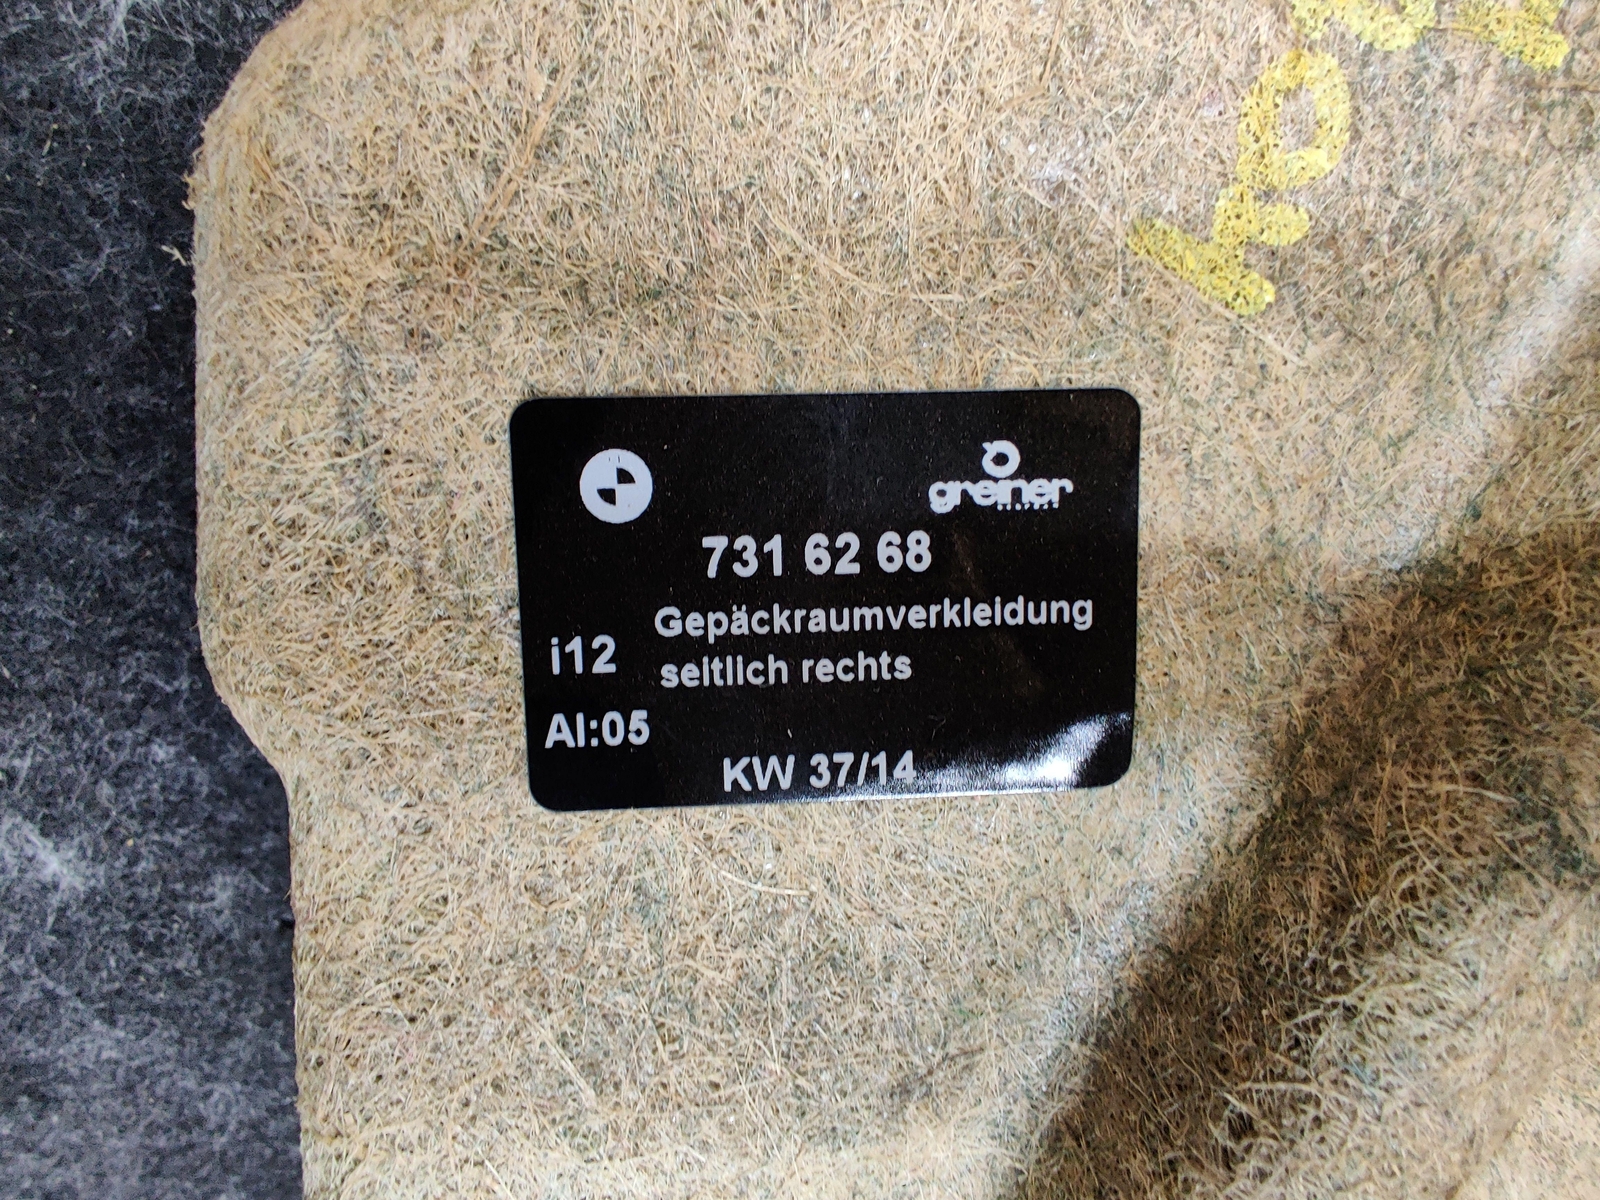 greiner
731 62 68
Gepäckraumverkleidung
i12 seitlich rechts
AI:05
KW 37/14